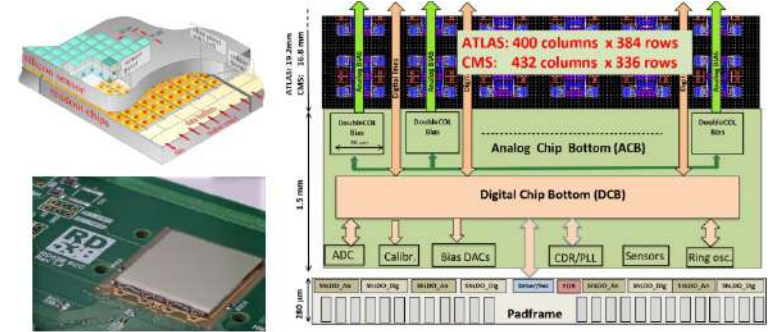 silicon sensor
readout chips
RD
53
ATLAS: 19.2mm
CMS: 16.8 mm
1.5 mm
280 µm
ATLAS: 400 columns x 384 rows
CMS: 432 columns x 336 rows
Analog BIAS
Digital lines
Analog BIAS
Analog BIAS
DoubleCOL
Bias
DoubleCOL
Bias
DoubleCOL
Bias
Analog Chip Bottom (ACB)
Digital Chip Bottom (DCB)
ADC
Calibr.
Bias DACs
CDR/PLL
Sensors
Ring osc.
ShLDO_An
ShLDO_Dig
ShLDO_An
ShLDO_Dig
Driver/Rec
ShLDO_An
ShLDO_Dig
ShLDO_An
ShLDO_Dig
Padframe